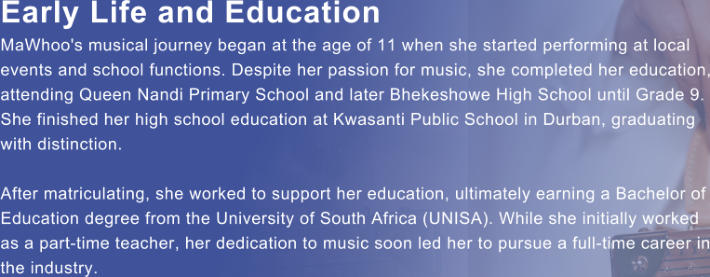 Early Life and Education
MaWhoo's musical journey began at the age of 11 when she started performing at local
events and school functions. Despite her passion for music, she completed her education,
attending Queen Nandi Primary School and later Bhekeshowe High School until Grade 9.
She finished her high school education at Kwasanti Public School in Durban, graduating
with distinction.
After matriculating, she worked to support her education, ultimately earning a Bachelor of
Education degree from the University of South Africa (UNISA). While she initially worked
as a part-time teacher, her dedication to music soon led her to pursue a full-time career in
the industry.